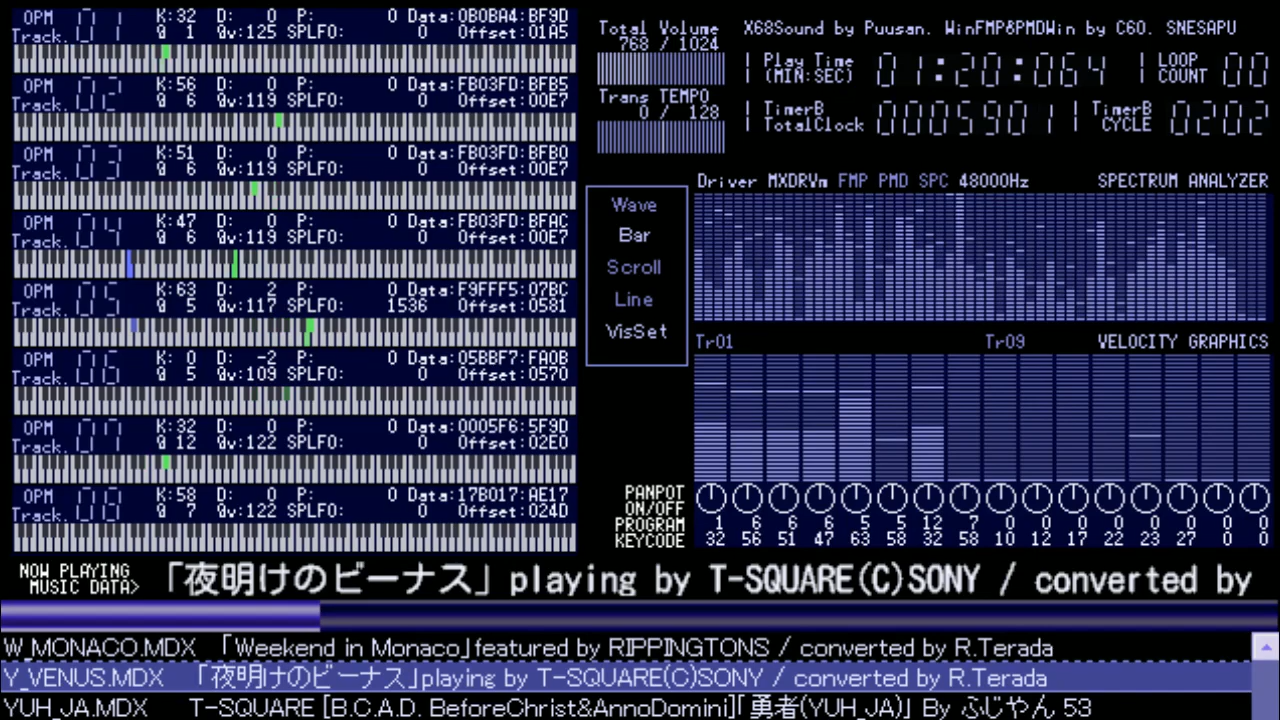 OPM K:32 D: 0 P: 0 Data:0B0BA4:BF9D
Track. 01 @ 1 @v:125 SPLFO: 0 Offset:01A5
OPM K:56 D: 0 P: 0 Data:FB03FD:BFB5
Track. 02 @ 6 @v:119 SPLFO: 0 Offset:00E7
OPM K:51 D: 0 P: 0 Data:FB03FD:BFB0
Track. 03 @ 6 @v:119 SPLFO: 0 Offset:00E7
OPM K:47 D: 0 P: 0 Data:FB03FD:BFAC
Track. 04 @ 6 @v:119 SPLFO: 0 Offset:00E7
OPM K:63 D: 2 P: 0 Data:F9FFF5:07BC
Track. 05 @ 5 @v:117 SPLFO: 1536 Offset:0581
OPM K: 0 D: -2 P: 0 Data:05BBF7:FA0B
Track. 06 @ 5 @v:109 SPLFO: 0 Offset:0570
OPM K:32 D: 0 P: 0 Data:0005F6:5F9D
Track. 07 @ 12 @v:122 SPLFO: 0 Offset:02E0
OPM K:58 D: 0 P: 0 Data:17B017:AE17
Track. 08 @ 7 @v:122 SPLFO: 0 Offset:024D
Total Volume
768 / 1024
Trans TEMPO
0 / 128
X68Sound by Puusan. WinFMP&PMDWin by C60. SNESAPU
Play Time (MIN:SEC) 01:20:064 LOOP COUNT 00
TimerB TotalClock 0005901 TimerB CYCLE 0202
Driver MXDRVm FMP PMD SPC 48000Hz SPECTRUM ANALYZER
Wave
Bar
Scroll
Line
VisSet
Tr01 Tr09 VELOCITY GRAPHICS
PANPOT
ON/OFF
PROGRAM 1 6 6 6 5 5 12 7 0 0 0 0 0 0 0 0
KEYCODE 32 56 51 47 63 58 32 58 10 12 17 22 23 27 0 0
NOW PLAYING
MUSIC DATA> 「夜明けのビーナス」playing by T-SQUARE(C)SONY / converted by
W_MONACO.MDX 「Weekend in Monaco」featured by RIPPINGTONS / converted by R.Terada
Y_VENUS.MDX 「夜明けのビーナス」playing by T-SQUARE(C)SONY / converted by R.Terada
YUH_JA.MDX T-SQUARE [B.C.A.D. BeforeChrist&AnnoDomini]「勇者(YUH_JA)」 By ふじやん 53